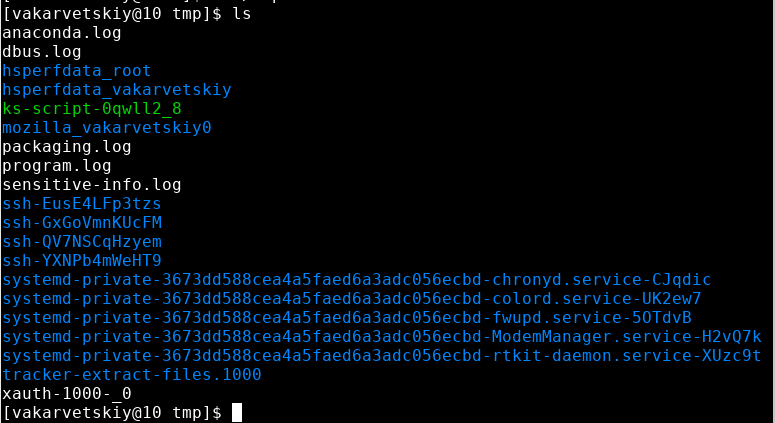 [vakarvetskiy@10 tmp]$ ls
anaconda.log
dbus.log
hsperfdata_root
hsperfdata_vakarvetskiy
ks-script-0qwll2_8
mozilla_vakarvetskiy0
packaging.log
program.log
sensitive-info.log
ssh-EusE4LFp3tzs
ssh-GxGoVmnKUcFM
ssh-QV7NSCqHzyem
ssh-YXNPb4mWeHT9
systemd-private-3673dd588cea4a5faed6a3adc056ecbd-chronyd.service-CJqdic
systemd-private-3673dd588cea4a5faed6a3adc056ecbd-colord.service-UK2ew7
systemd-private-3673dd588cea4a5faed6a3adc056ecbd-fwupd.service-5OTdvB
systemd-private-3673dd588cea4a5faed6a3adc056ecbd-ModemManager.service-H2vQ7k
systemd-private-3673dd588cea4a5faed6a3adc056ecbd-rtkit-daemon.service-XUzc9t
tracker-extract-files.1000
xauth-1000-_0
[vakarvetskiy@10 tmp]$